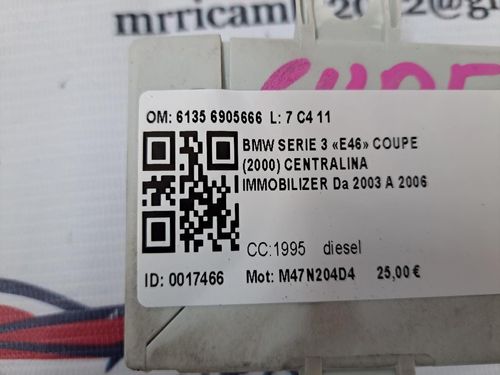 mrricambi2012@g
OM: 6135 6905666 L: 7 C4 11
BMW SERIE 3 «E46» COUPE
(2000) CENTRALINA
IMMOBILIZER Da 2003 A 2006
CC:1995 diesel
ID: 0017466 Mot: M47N204D4 25,00 €